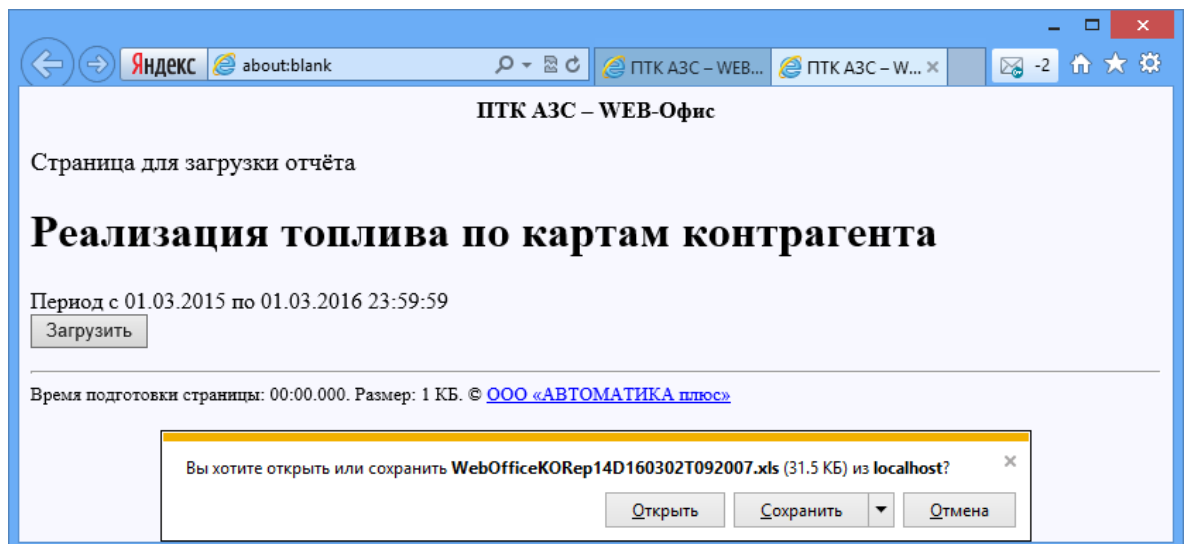 Яндекс about:blank ПТК АЗС – WEB... ПТК АЗС – W... -2
ПТК АЗС – WEB-Офис
Страница для загрузки отчёта
Реализация топлива по картам контрагента
Период с 01.03.2015 по 01.03.2016 23:59:59
Загрузить
Время подготовки страницы: 00:00.000. Размер: 1 КБ. © ООО «АВТОМАТИКА плюс»
Вы хотите открыть или сохранить WebOfficeKORep14D160302T092007.xls (31.5 КБ) из localhost?
Открыть Сохранить Отмена